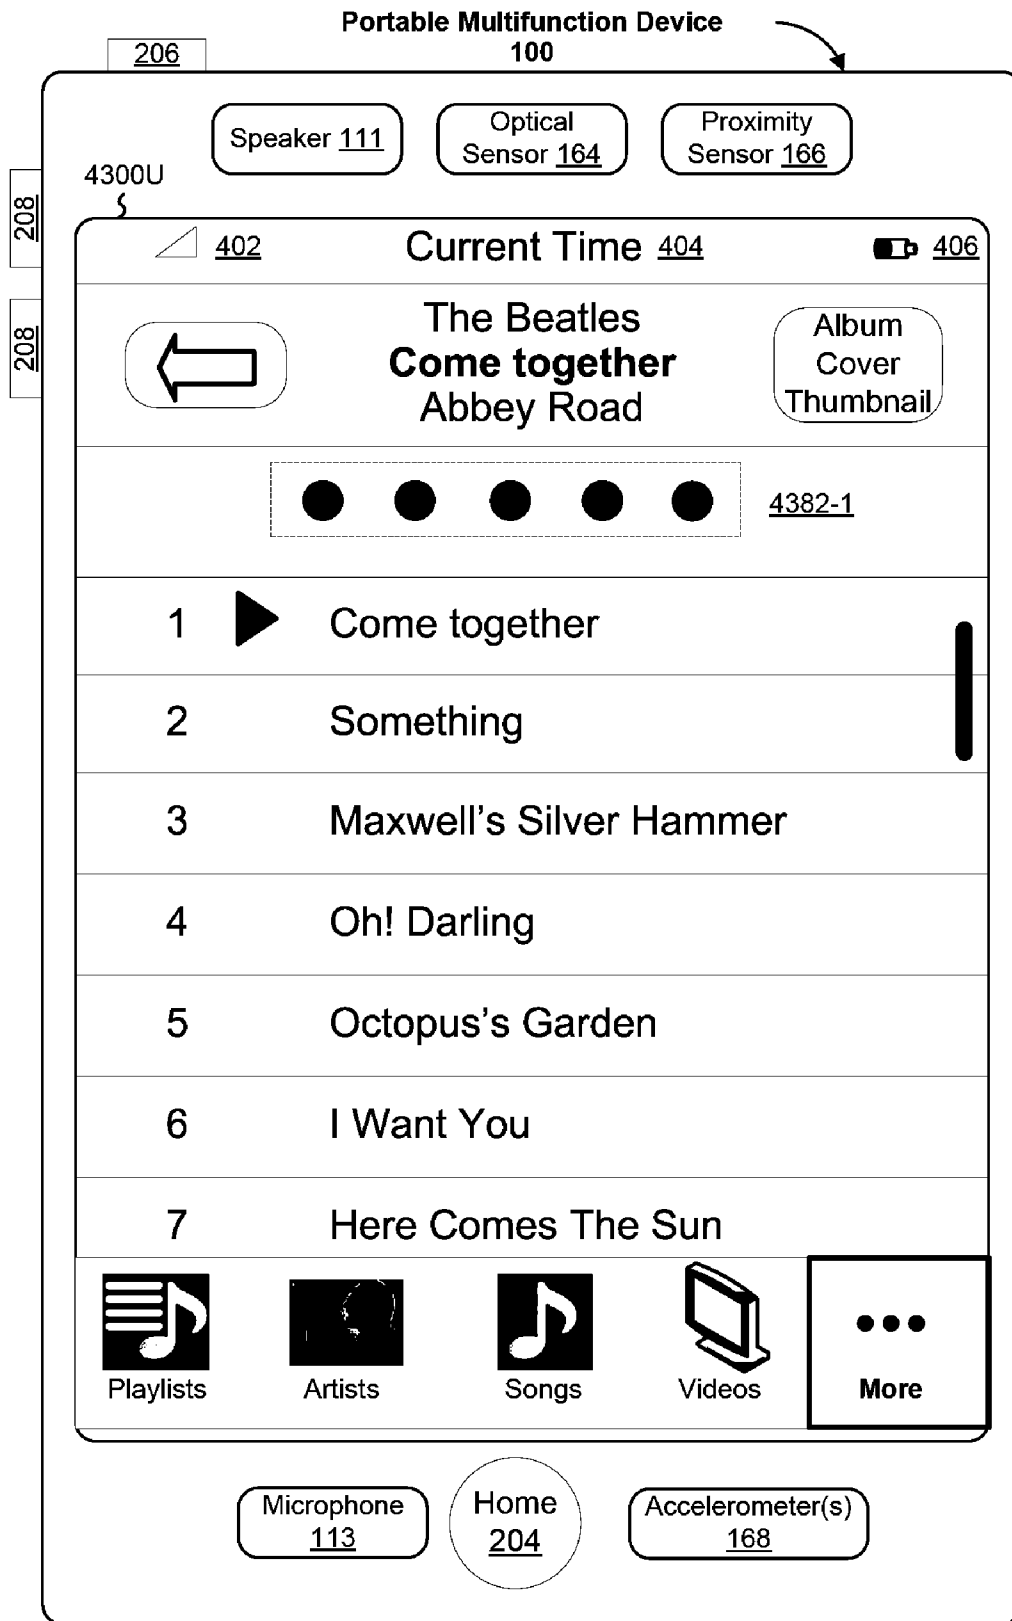 Portable Multifunction Device
100
206
Speaker 111
Optical
Sensor 164
Proximity
Sensor 166
4300U
208
208
402
Current Time 404
406
The Beatles
Come together
Abbey Road
Album
Cover
Thumbnail
4382-1
1 Come together
2 Something
3 Maxwell's Silver Hammer
4 Oh! Darling
5 Octopus's Garden
6 I Want You
7 Here Comes The Sun
Playlists
Artists
Songs
Videos
More
Microphone
113
Home
204
Accelerometer(s)
168